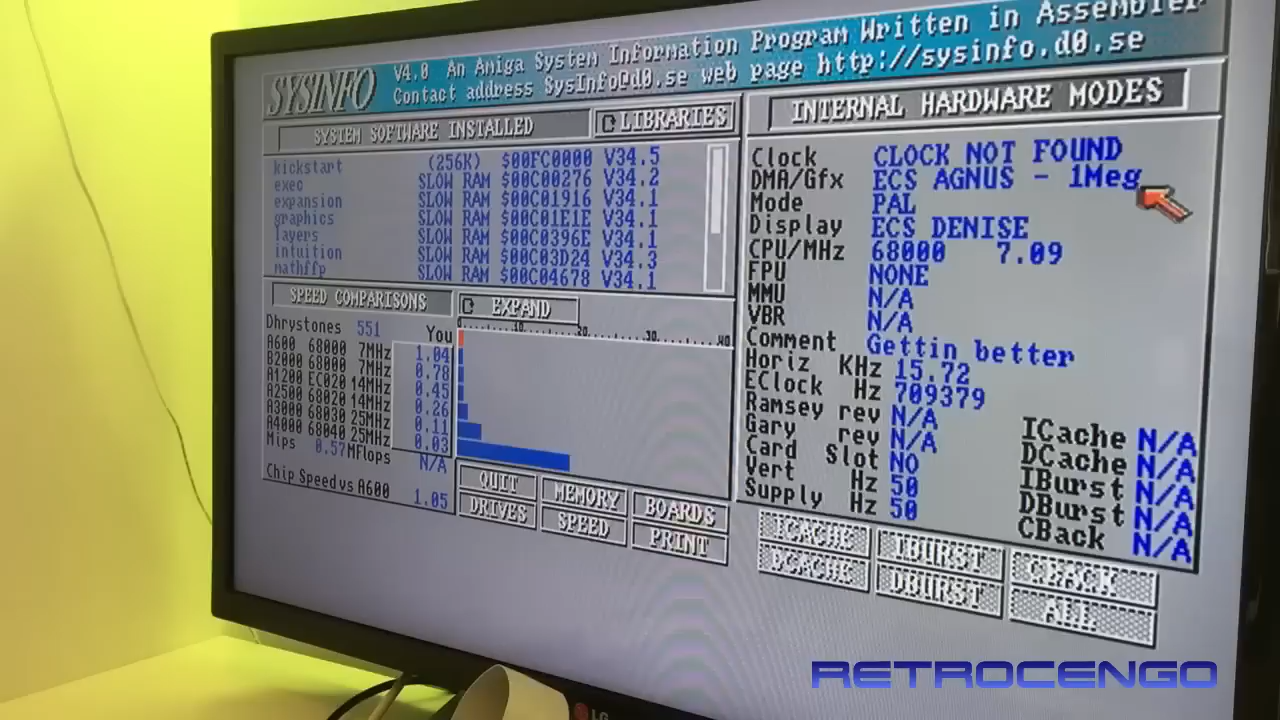 SYSINFO
V4.0 An Amiga System Information Program Written in Assembler
Contact address SysInfo@d0.se web page http://sysinfo.d0.se
SYSTEM SOFTWARE INSTALLED
LIBRARIES
kickstart (256K) $00FC0000 V34.5
exec SLOW RAM $00C00276 V34.2
expansion SLOW RAM $00C01916 V34.1
graphics SLOW RAM $00C01E1E V34.1
layers SLOW RAM $00C0396E V34.1
intuition SLOW RAM $00C03D24 V34.3
mathffp SLOW RAM $00C04678 V34.1
SPEED COMPARISONS
EXPAND
Dhrystones 551 You
0 10 20 30 40
A600 68000 7MHz 1.04
B2000 68000 7MHz 0.78
A1200 EC020 14MHz 0.45
A2500 68020 14MHz 0.26
A3000 68030 25MHz 0.11
A4000 68040 25MHz 0.03
Mips 0.57 MFlops N/A
Chip Speed vs A600 1.05
QUIT MEMORY BOARDS
DRIVES SPEED PRINT
INTERNAL HARDWARE MODES
Clock CLOCK NOT FOUND
DMA/Gfx ECS AGNUS - 1Meg
Mode PAL
Display ECS DENISE
CPU/MHz 68000 7.09
FPU NONE
MMU N/A
VBR N/A
Comment Gettin better
Horiz KHz 15.72
EClock Hz 709379
Ramsey rev N/A ICache N/A
Gary rev N/A DCache N/A
Card Slot NO IBurst N/A
Vert Hz 50 DBurst N/A
Supply Hz 50 CBack N/A
ICACHE IBURST CBACK
DCACHE DBURST ALL
RETROCENGO
LG